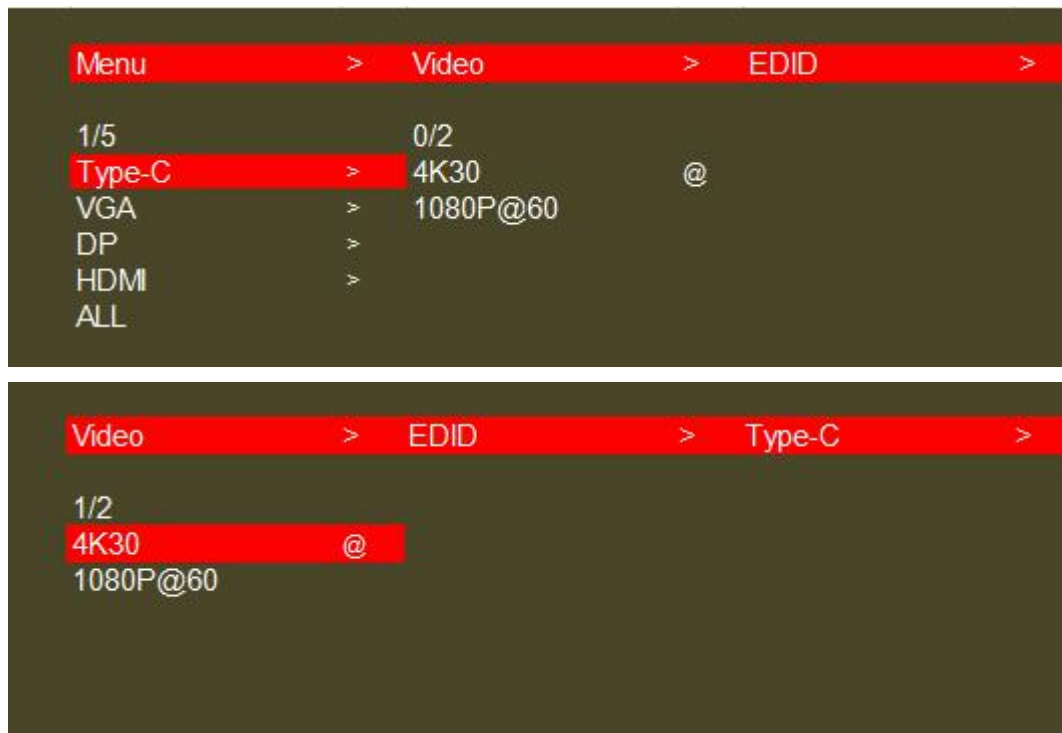 Menu > Video > EDID >
1/5 0/2
Type-C > 4K30 @
VGA > 1080P@60
DP >
HDMI >
ALL
Video > EDID > Type-C >
1/2
4K30 @
1080P@60